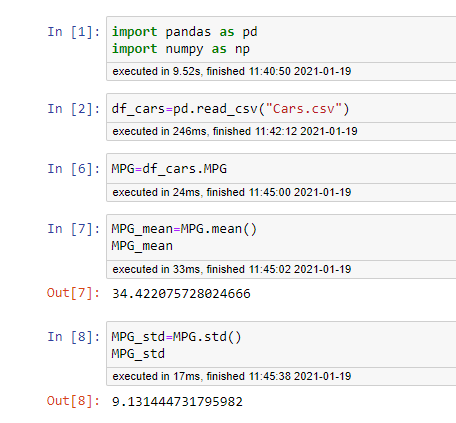 In [1]: import pandas as pd
import numpy as np
executed in 9.52s, finished 11:40:50 2021-01-19
In [2]: df_cars=pd.read_csv("Cars.csv")
executed in 246ms, finished 11:42:12 2021-01-19
In [6]: MPG=df_cars.MPG
executed in 24ms, finished 11:45:00 2021-01-19
In [7]: MPG_mean=MPG.mean()
MPG_mean
executed in 33ms, finished 11:45:02 2021-01-19
Out[7]: 34.422075728024666
In [8]: MPG_std=MPG.std()
MPG_std
executed in 17ms, finished 11:45:38 2021-01-19
Out[8]: 9.131444731795982